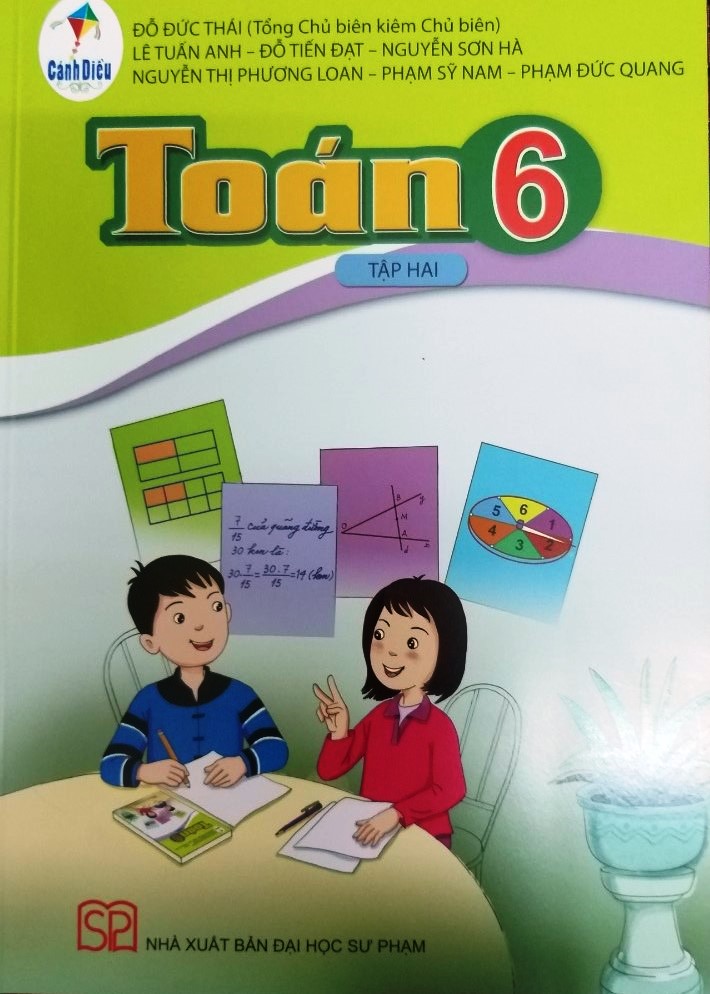 Cánh Diều
ĐỖ ĐỨC THÁI (Tổng Chủ biên kiêm Chủ biên)
LÊ TUẤN ANH – ĐỖ TIẾN ĐẠT – NGUYỄN SƠN HÀ
NGUYỄN THỊ PHƯƠNG LOAN – PHẠM SỸ NAM – PHẠM ĐỨC QUANG
Toán 6
TẬP HAI
7/15 của quãng đường
30 km là:
30·7/15 = 30·7/15 = 14 (km)
O B y M A x d
5 6 1 4 3 2
SP
NHÀ XUẤT BẢN ĐẠI HỌC SƯ PHẠM